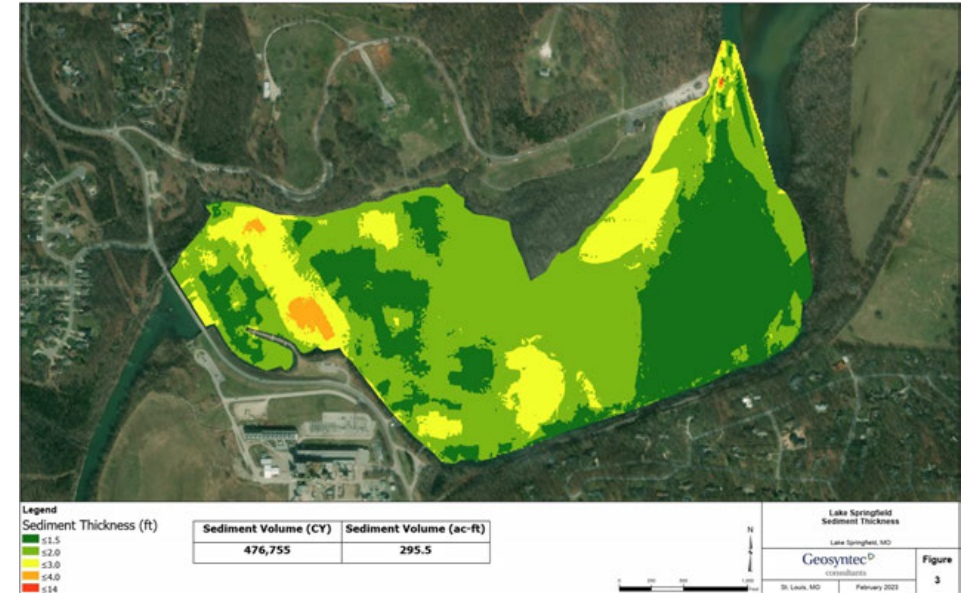 Legend
Sediment Thickness (ft)
≤1.5
≤2.0
≤3.0
≤4.0
≤14
Sediment Volume (CY) Sediment Volume (ac-ft)
476,755 295.5
N
Lake Springfield
Sediment Thickness
Lake Springfield, MO
Geosyntec
consultants
St. Louis, MO February 2023
Figure
3